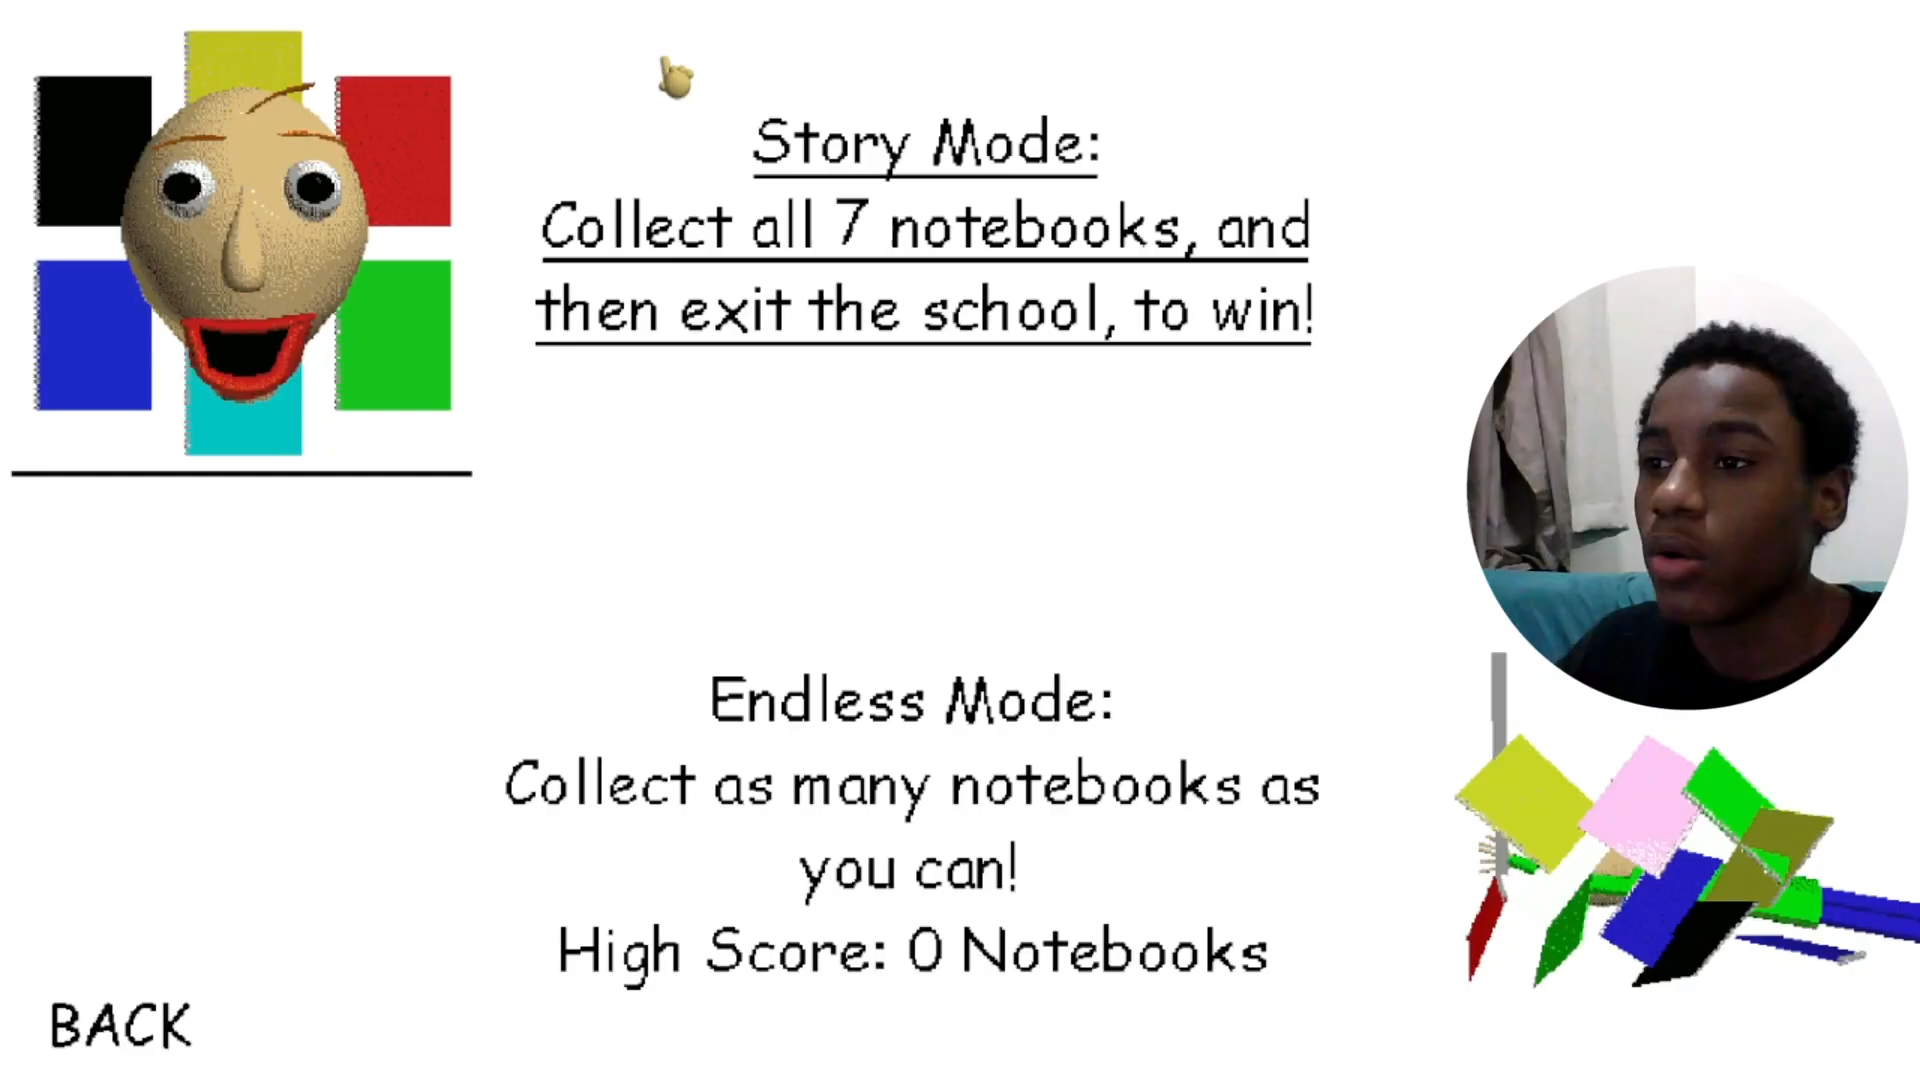 Story Mode:
Collect all 7 notebooks, and
then exit the school, to win!
Endless Mode:
Collect as many notebooks as
you can!
High Score: 0 Notebooks
BACK